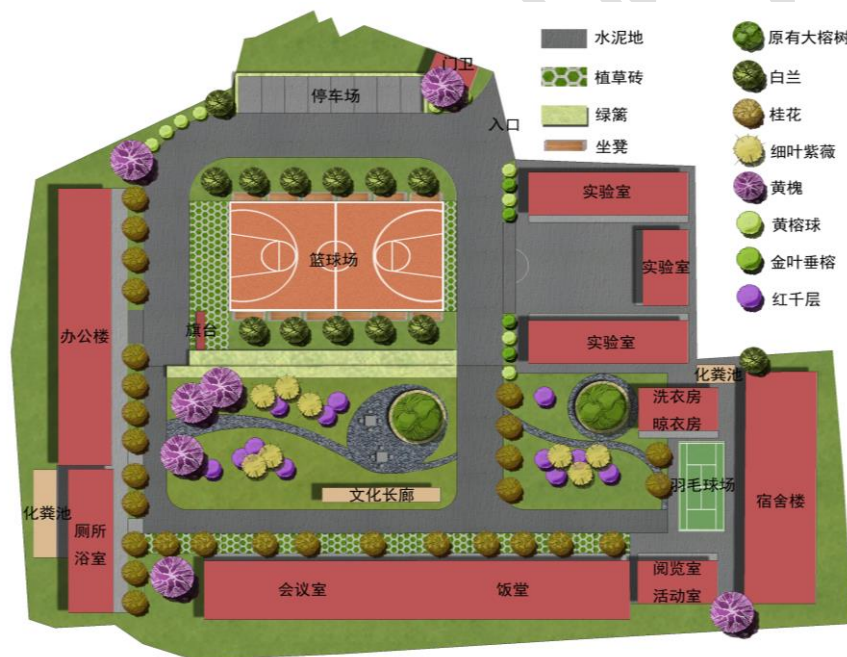 门卫
停车场
入口
水泥地
植草砖
绿篱
坐凳
原有大榕树
白兰
桂花
细叶紫薇
黄槐
黄榕球
金叶垂榕
红千层
实验室
实验室
实验室
篮球场
旗台
办公楼
化粪池
洗衣房
晾衣房
羽毛球场
宿舍楼
文化长廊
化粪池
厕所
浴室
会议室
饭堂
阅览室
活动室